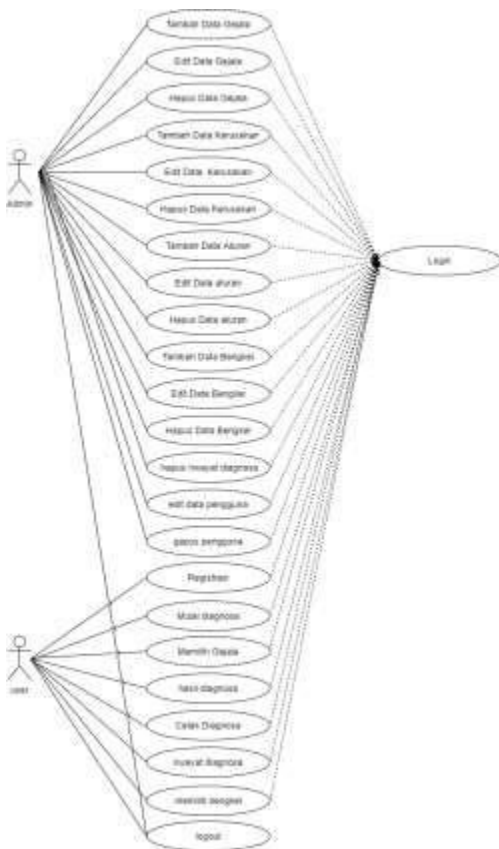 Tambah Data Gejala
Edit Data Gejala
Hapus Data Gejala
Tambah Data Kerusakan
Edit Data Kerusakan
Admin
Hapus Data Kerusakan
Tambah Data Aturan
Login
Edit Data aturan
Hapus Data aturan
Tambah Data Bengkel
Edit Data Bengkel
Hapus Data Bengkel
hapus riwayat diagnosa
edit data pengguna
pengguna
Registrasi
Mulai diagnosa
Memilih Gejala
user
hasil diagnosa
Cetak Diagnosa
riwayat diagnosa
memilih bengkel
logout